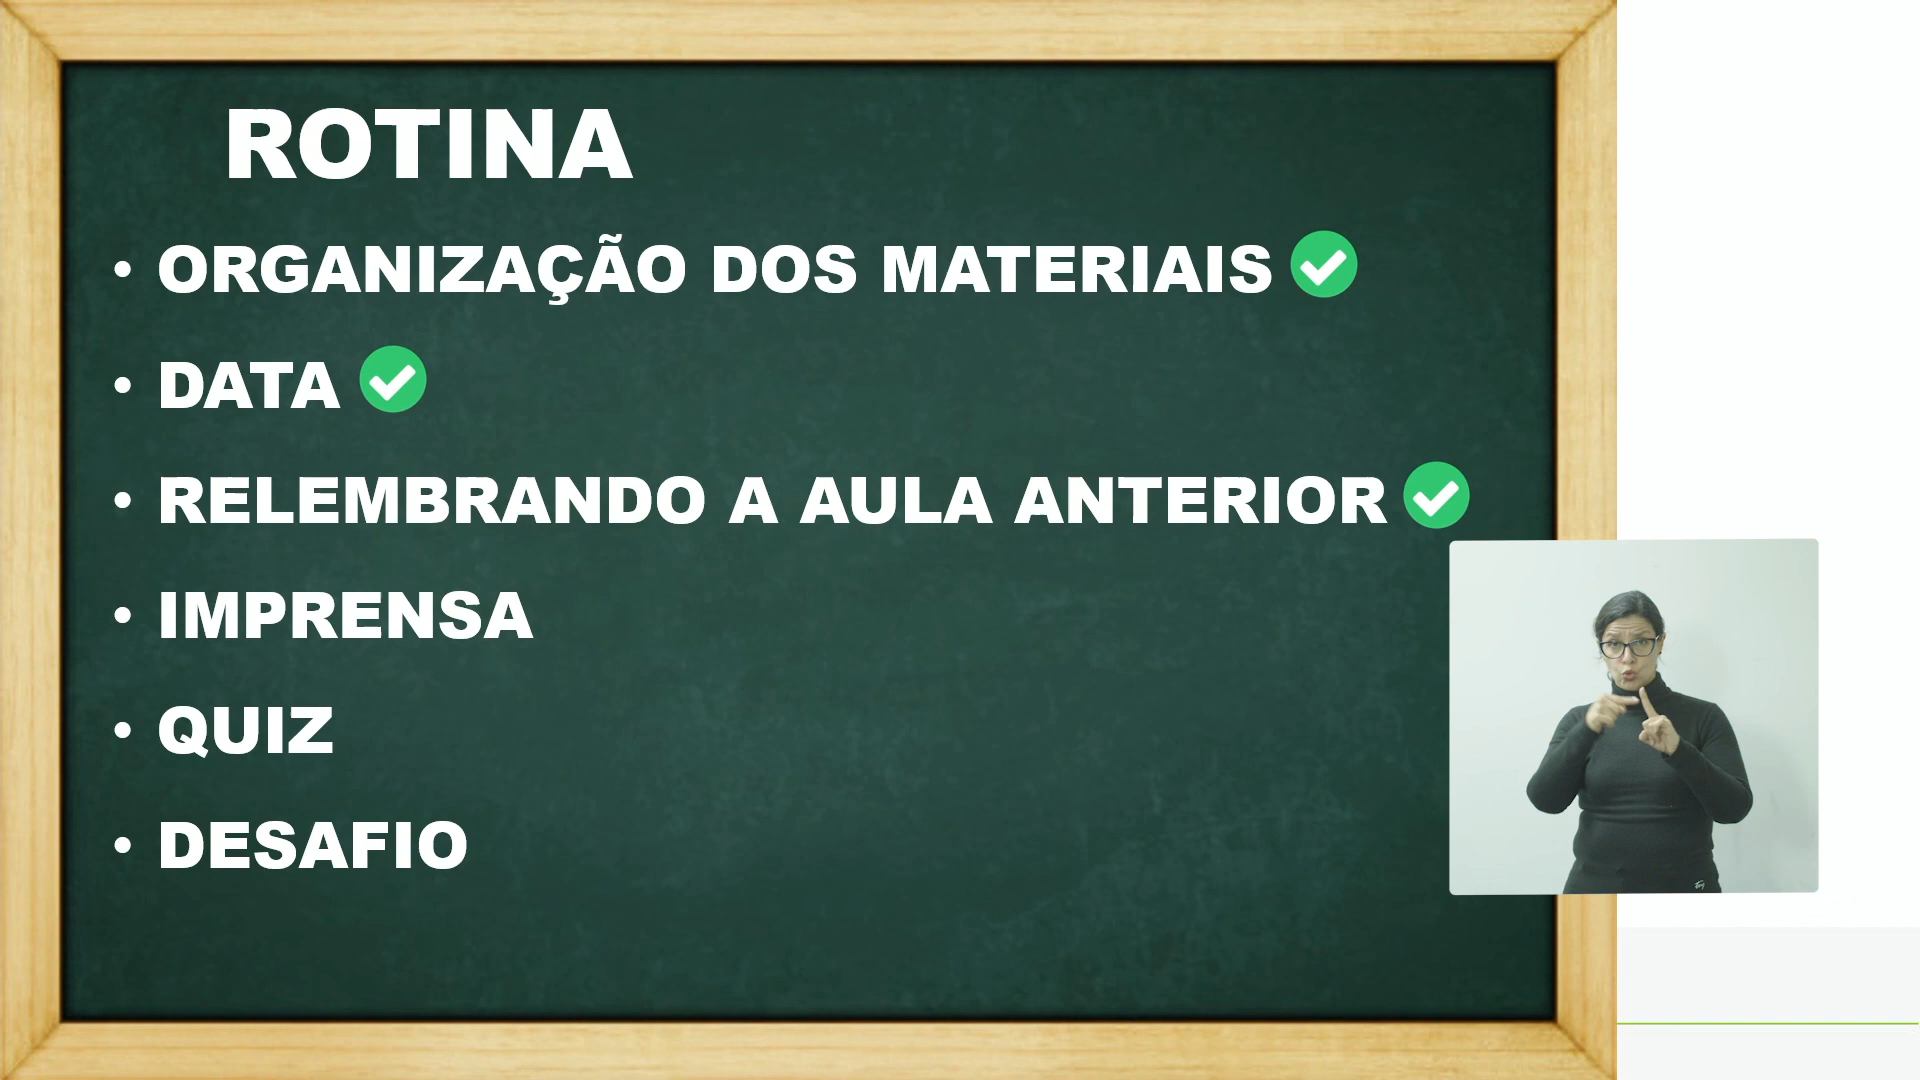 ROTINA
• ORGANIZAÇÃO DOS MATERIAIS
• DATA
• RELEMBRANDO A AULA ANTERIOR
• IMPRENSA
• QUIZ
• DESAFIO